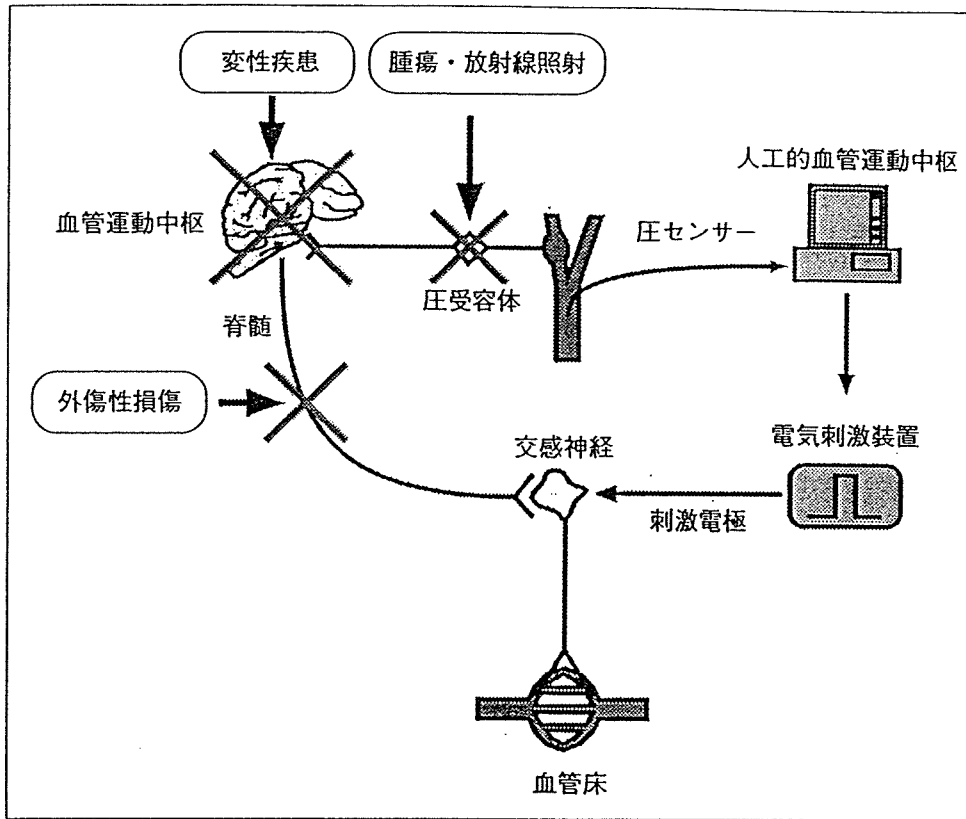 変性疾患
腫瘍・放射線照射
人工的血管運動中枢
血管運動中枢
圧センサー
圧受容体
脊髄
外傷性損傷
交感神経
電気刺激装置
刺激電極
血管床